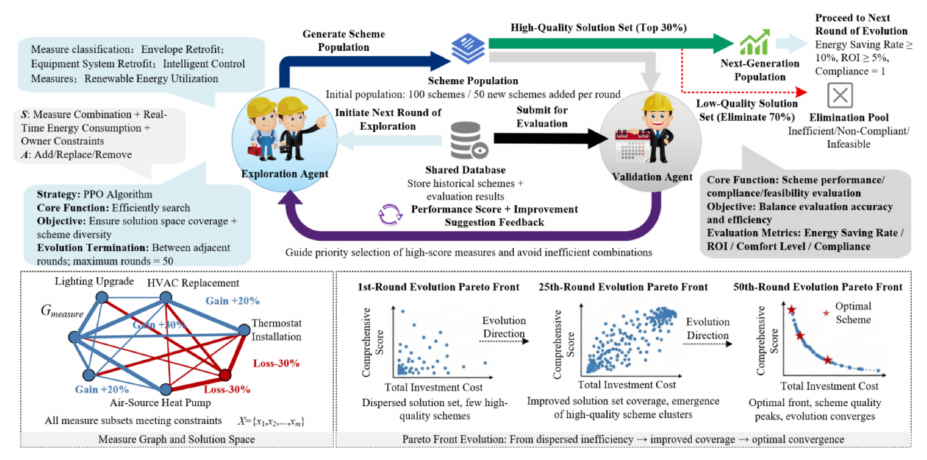 Measure classification: Envelope Retrofit;
Equipment System Retrofit; Intelligent Control
Measures; Renewable Energy Utilization
S: Measure Combination + Real-
Time Energy Consumption +
Owner Constraints
A: Add/Replace/Remove
Strategy: PPO Algorithm
Core Function: Efficiently search
Objective: Ensure solution space coverage +
scheme diversity
Evolution Termination: Between adjacent
rounds; maximum rounds = 50
Generate Scheme
Population
Exploration Agent
High-Quality Solution Set (Top 30%)
Scheme Population
Initial population: 100 schemes / 50 new schemes added per round
Initiate Next Round of
Exploration
Submit for
Evaluation
Shared Database
Store historical schemes +
evaluation results
Performance Score + Improvement
Suggestion Feedback
Guide priority selection of high-score measures and avoid inefficient combinations
Validation Agent
Next-Generation
Population
Proceed to Next
Round of Evolution
Energy Saving Rate ≥
10%, ROI ≥ 5%,
Compliance = 1
Low-Quality Solution
Set (Eliminate 70%)
Elimination Pool
Inefficient/Non-Compliant/
Infeasible
Core Function: Scheme performance/
compliance/feasibility evaluation
Objective: Balance evaluation accuracy
and efficiency
Evaluation Metrics: Energy Saving Rate /
ROI / Comfort Level / Compliance
Lighting Upgrade
HVAC Replacement
Gmeasure
Gain +20%
Gain +30%
Thermostat
Installation
Loss-30%
Gain +20%
Loss-30%
Air-Source Heat Pump
All measure subsets meeting constraints X={x1,x2,...,xm}
Measure Graph and Solution Space
1st-Round Evolution Pareto Front
Comprehensive
Score
Total Investment Cost
Dispersed solution set, few high-
quality schemes
Evolution
Direction
25th-Round Evolution Pareto Front
Comprehensive
Score
Total Investment Cost
Improved solution set coverage, emergence
of high-quality scheme clusters
Evolution
Direction
50th-Round Evolution Pareto Front
Optimal
Scheme
Comprehensive
Score
Total Investment Cost
Optimal front, scheme quality
peaks, evolution converges
Pareto Front Evolution: From dispersed inefficiency → improved coverage → optimal convergence